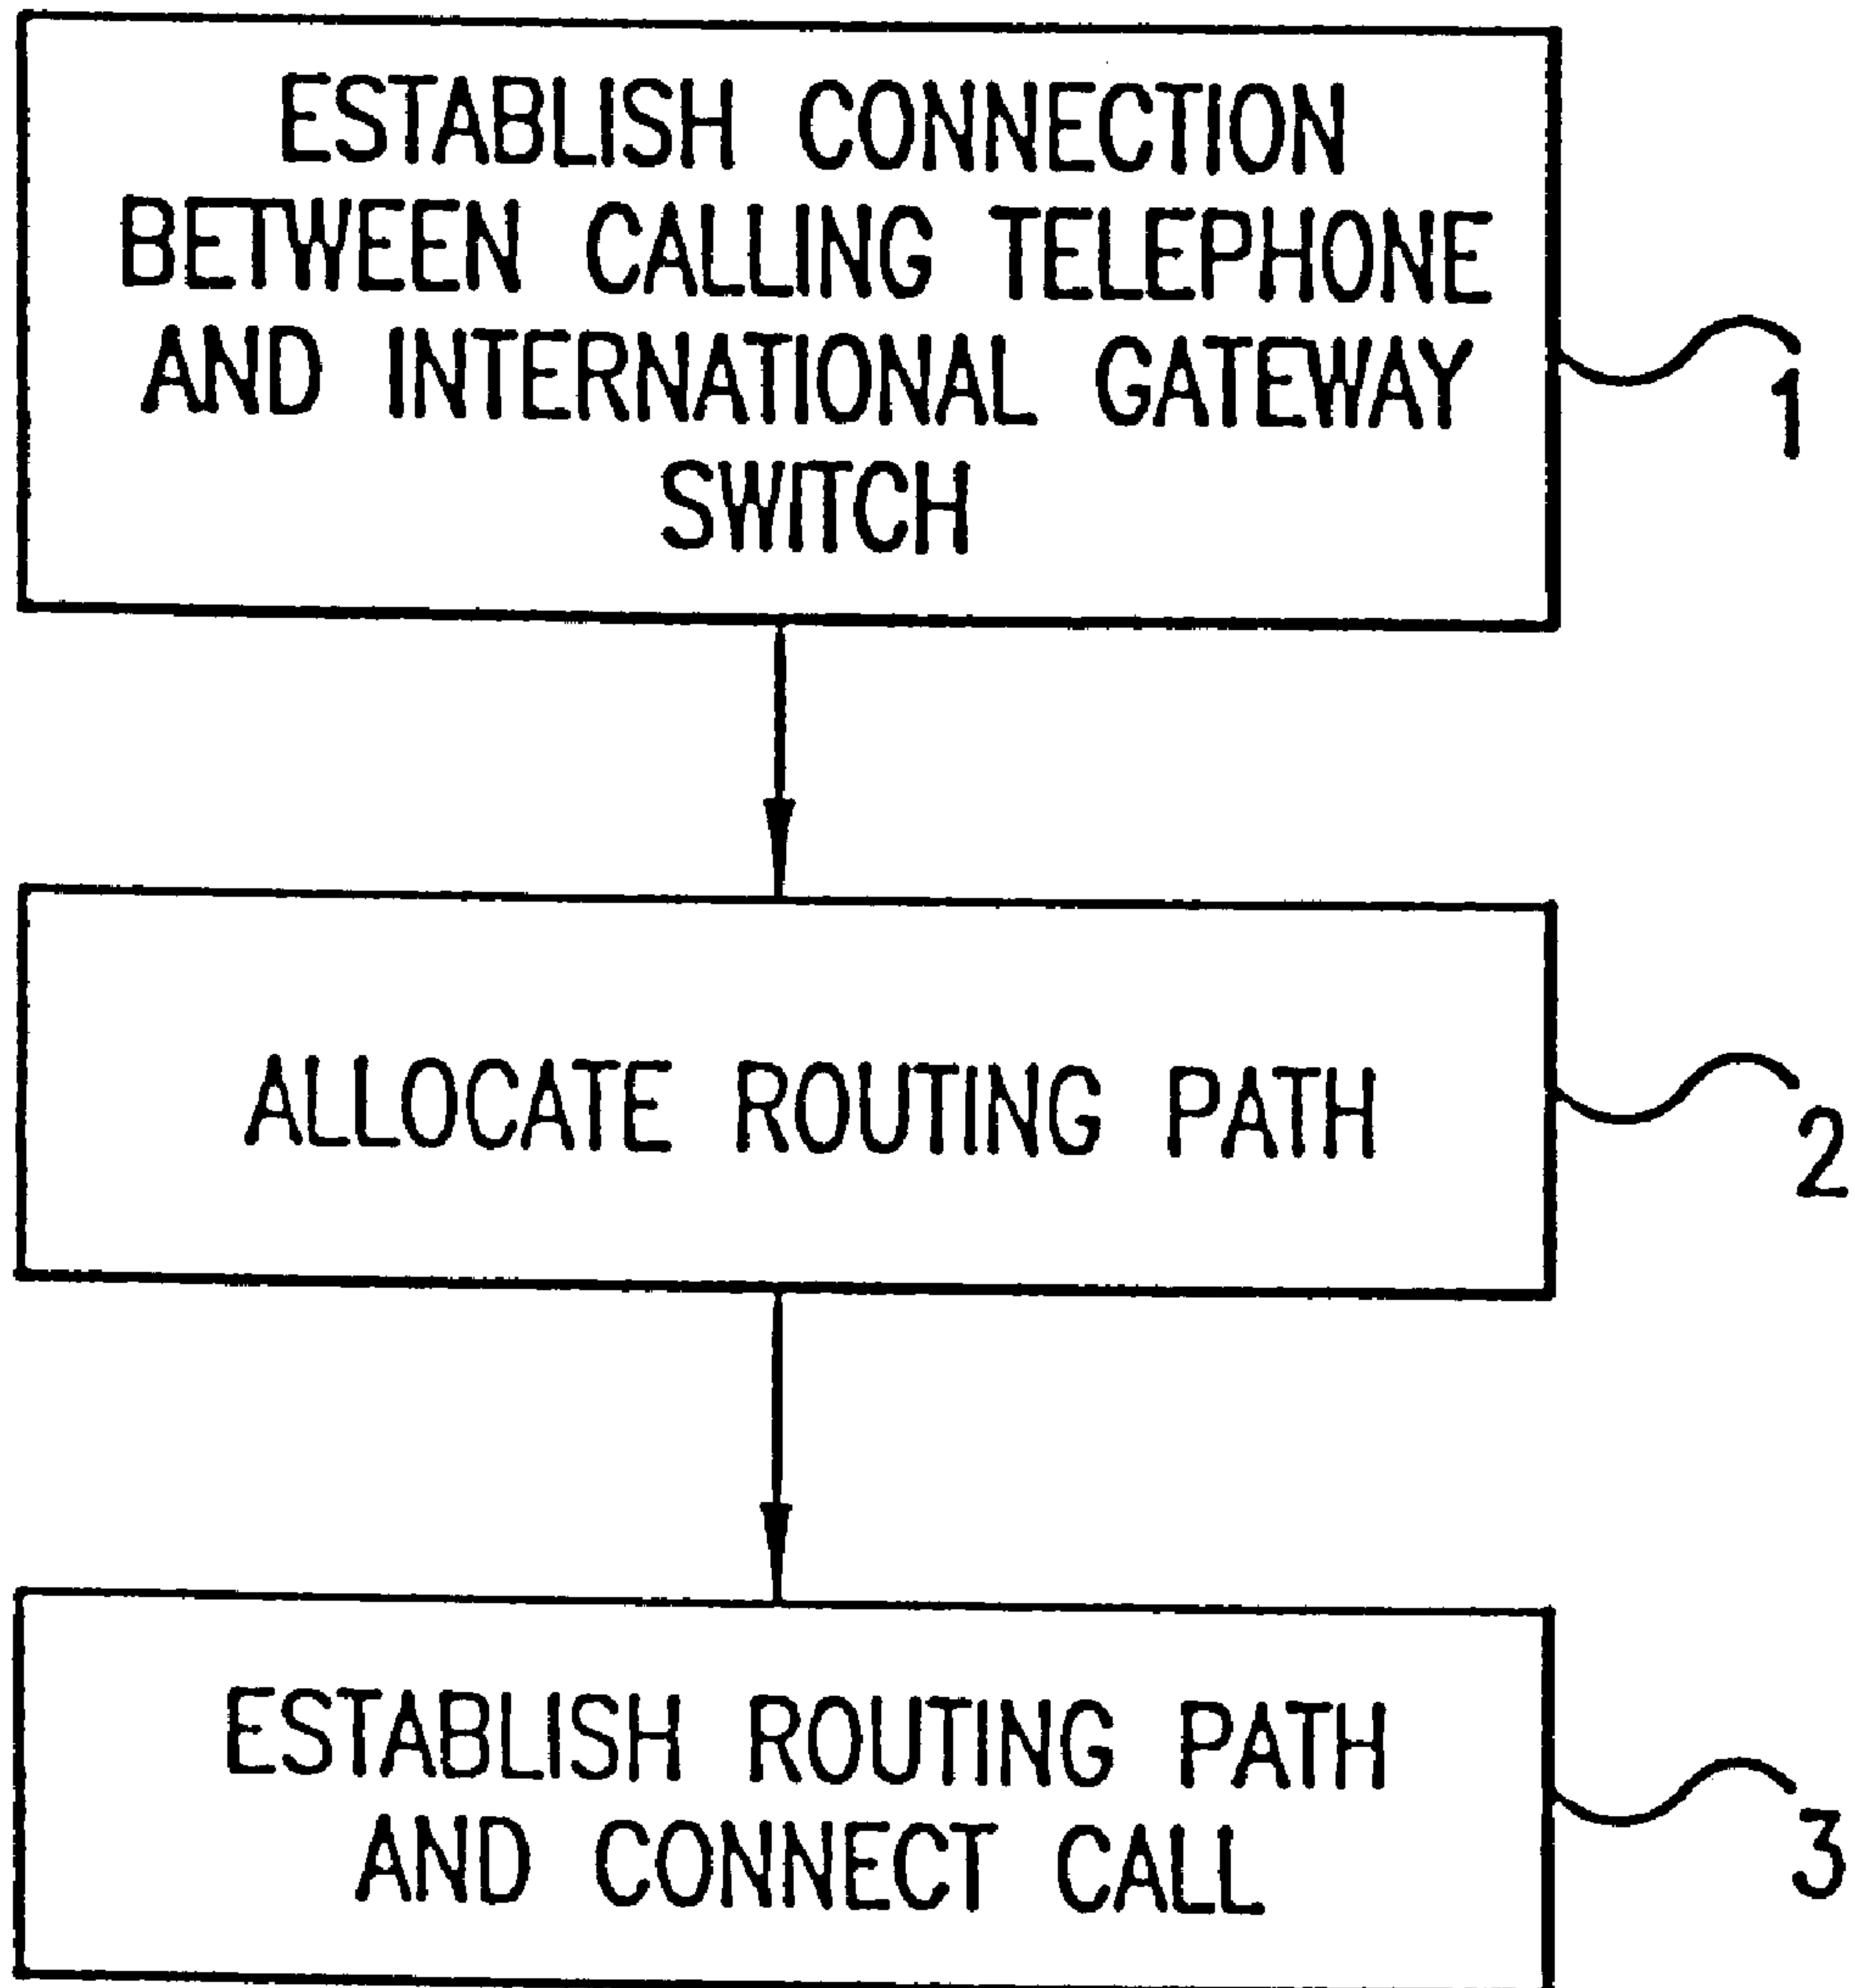 ESTABLISH CONNECTION
BETWEEN CALLING TELEPHONE
AND INTERNATIONAL GATEWAY
SWITCH
1
ALLOCATE ROUTING PATH
2
ESTABLISH ROUTING PATH
AND CONNECT CALL
3